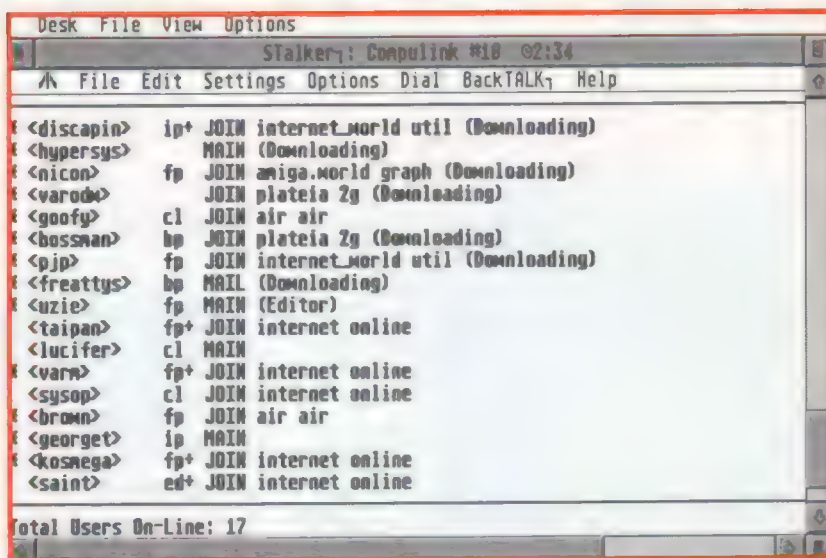 Desk File View Options
STalker┐: Compulink #10 ©2:34
File Edit Settings Options Dial BackTALK┐ Help
<discapin> ip+ JOIN internet_world util (Downloading)
<hypersys> MAIN (Downloading)
<nicon> fp JOIN amiga.world graph (Downloading)
<varodw> JOIN plateia 2g (Downloading)
<goofy> cl JOIN air air
<bossman> bp JOIN plateia 2g (Downloading)
<pjp> fp JOIN internet_world util (Downloading)
<freattys> bp MAIL (Downloading)
<uzie> fp MAIN (Editor)
<taipan> fp+ JOIN internet online
<lucifer> cl MAIN
<varm> fp+ JOIN internet online
<sysop> cl JOIN internet online
<brown> fp JOIN air air
<georget> ip MAIN
<kosmega> fp+ JOIN internet online
<saint> ed+ JOIN internet online
Total Users On-Line: 17